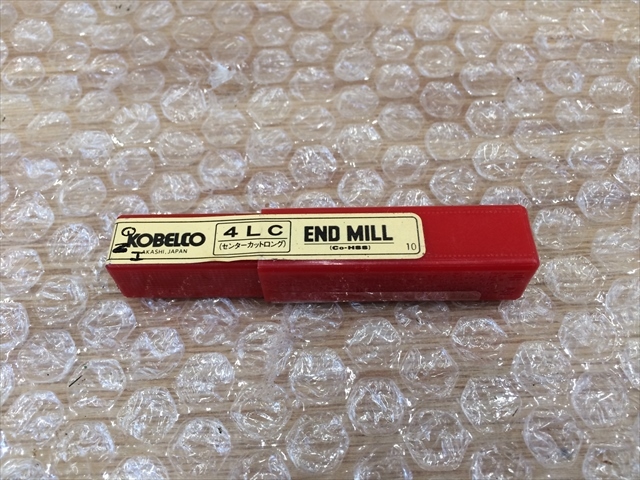 KOBELCO
AKASHI, JAPAN
4LC
(センターカットロング)
END MILL
(Co-HSS)
10